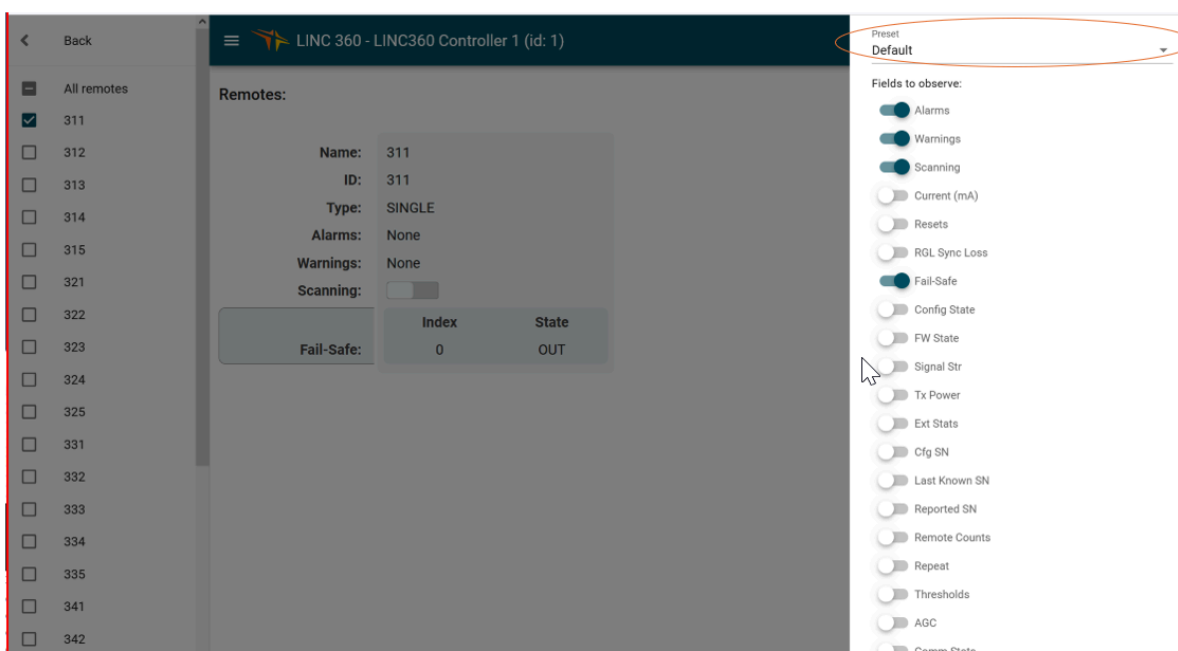 Back
All remotes
311
312
313
314
315
321
322
323
324
325
331
332
333
334
335
341
342
LINC 360 - LINC360 Controller 1 (id: 1)
Remotes:
Name: 311
ID: 311
Type: SINGLE
Alarms: None
Warnings: None
Scanning:
Index State
Fail-Safe: 0 OUT
Preset
Default
Fields to observe:
Alarms
Warnings
Scanning
Current (mA)
Resets
RGL Sync Loss
Fail-Safe
Config State
FW State
Signal Str
Tx Power
Ext Stats
Cfg SN
Last Known SN
Reported SN
Remote Counts
Repeat
Thresholds
AGC
Comm Stats